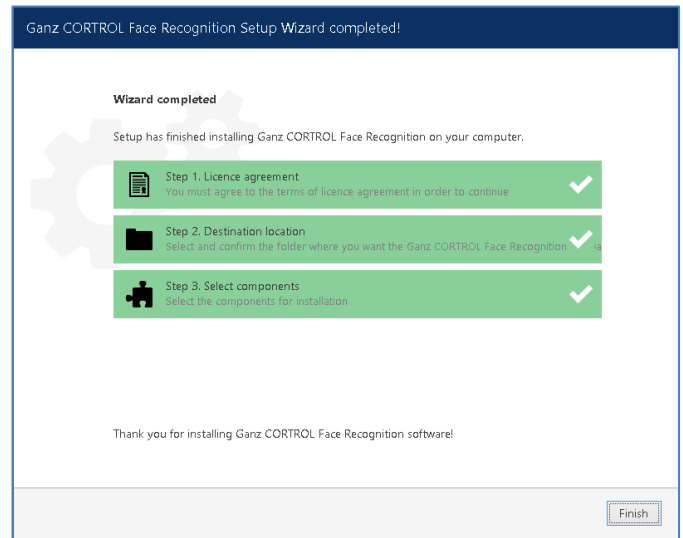 Ganz CORTROL Face Recognition Setup Wizard completed!
Wizard completed
Setup has finished installing Ganz CORTROL Face Recognition on your computer.
Step 1. Licence agreement
You must agree to the terms of licence agreement in order to continue
Step 2. Destination location
Select and confirm the folder where you want the Ganz CORTROL Face Recognition
Step 3. Select components
Select the components for installation
Thank you for installing Ganz CORTROL Face Recognition software!
Finish